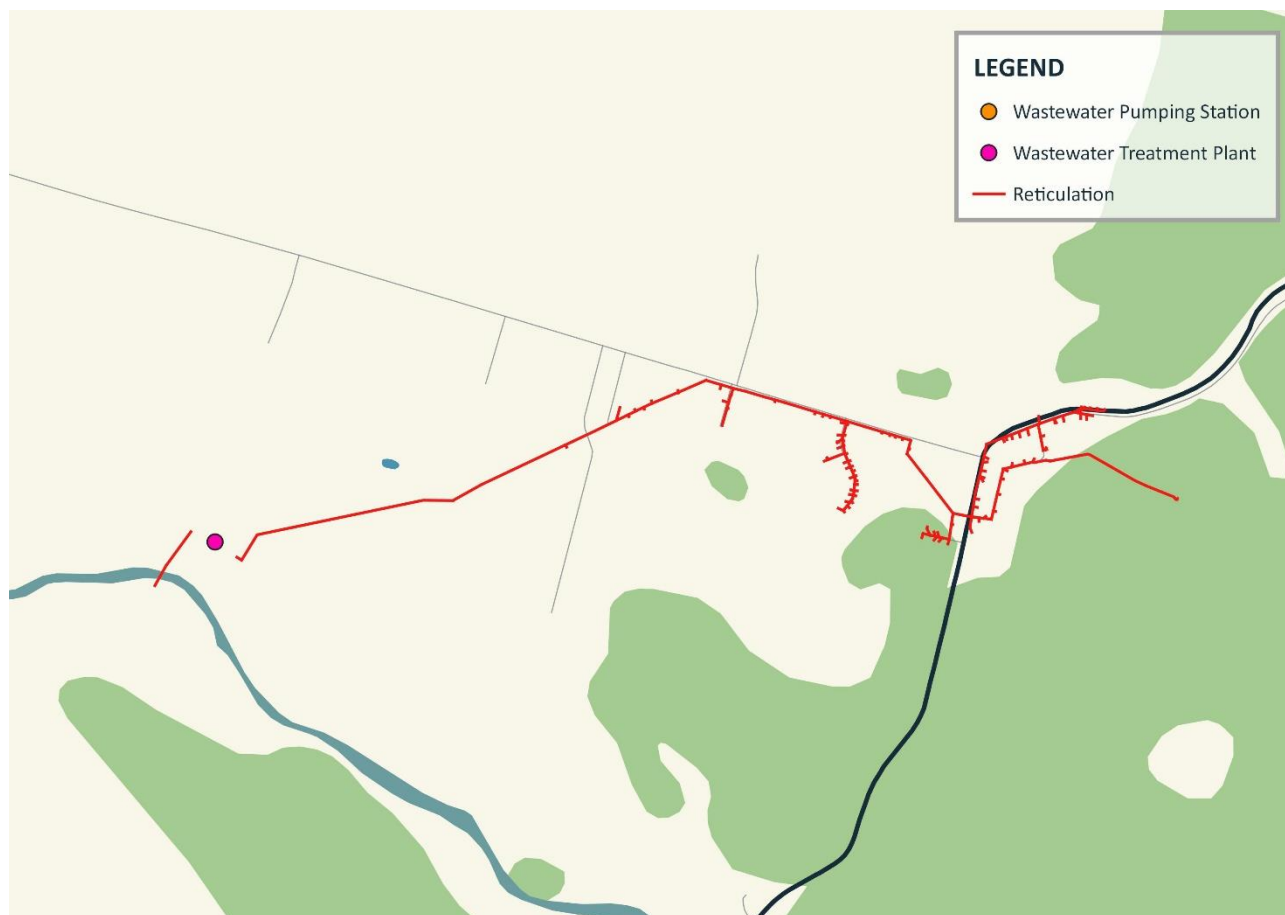 LEGEND
Wastewater Pumping Station
Wastewater Treatment Plant
Reticulation